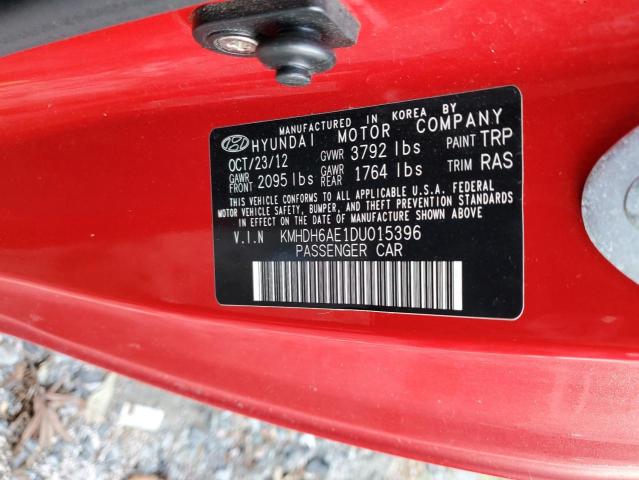 MANUFACTURED IN KOREA BY
HYUNDAI MOTOR COMPANY
OCT/23/12 GVWR 3792 lbs PAINT TRP
GAWR FRONT 2095 lbs GAWR REAR 1764 lbs TRIM RAS
THIS VEHICLE CONFORMS TO ALL APPLICABLE U.S.A. FEDERAL
MOTOR VEHICLE SAFETY, BUMPER, AND THEFT PREVENTION STANDARDS
IN EFFECT ON THE DATE OF MANUFACTURE SHOWN ABOVE.
V.I.N KMHDH6AE1DU015396
PASSENGER CAR